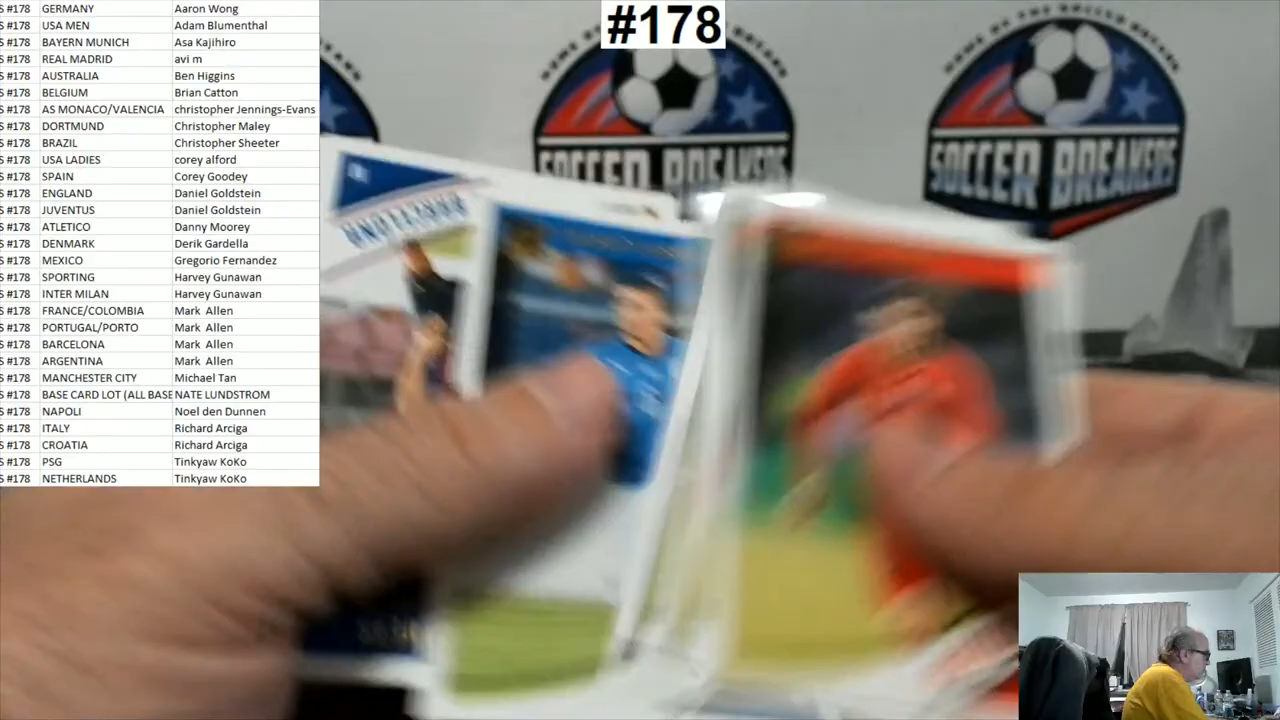 #178
S #178 GERMANY Aaron Wong
S #178 USA MEN Adam Blumenthal
S #178 BAYERN MUNICH Asa Kajihiro
S #178 REAL MADRID avi m
S #178 AUSTRALIA Ben Higgins
S #178 BELGIUM Brian Catton
S #178 AS MONACO/VALENCIA christopher Jennings-Evans
S #178 DORTMUND Christopher Maley
S #178 BRAZIL Christopher Sheeter
S #178 USA LADIES corey alford
S #178 SPAIN Corey Goodey
S #178 ENGLAND Daniel Goldstein
S #178 JUVENTUS Daniel Goldstein
S #178 ATLETICO Danny Moorey
S #178 DENMARK Derik Gardella
S #178 MEXICO Gregorio Fernandez
S #178 SPORTING Harvey Gunawan
S #178 INTER MILAN Harvey Gunawan
S #178 FRANCE/COLOMBIA Mark Allen
S #178 PORTUGAL/PORTO Mark Allen
S #178 BARCELONA Mark Allen
S #178 ARGENTINA Mark Allen
S #178 MANCHESTER CITY Michael Tan
S #178 BASE CARD LOT (ALL BASE NATE LUNDSTROM
S #178 NAPOLI Noel den Dunnen
S #178 ITALY Richard Arciga
S #178 CROATIA Richard Arciga
S #178 PSG Tinkyaw KoKo
S #178 NETHERLANDS Tinkyaw KoKo
SOCCER BREAKERS
SOCCER BREAKERS